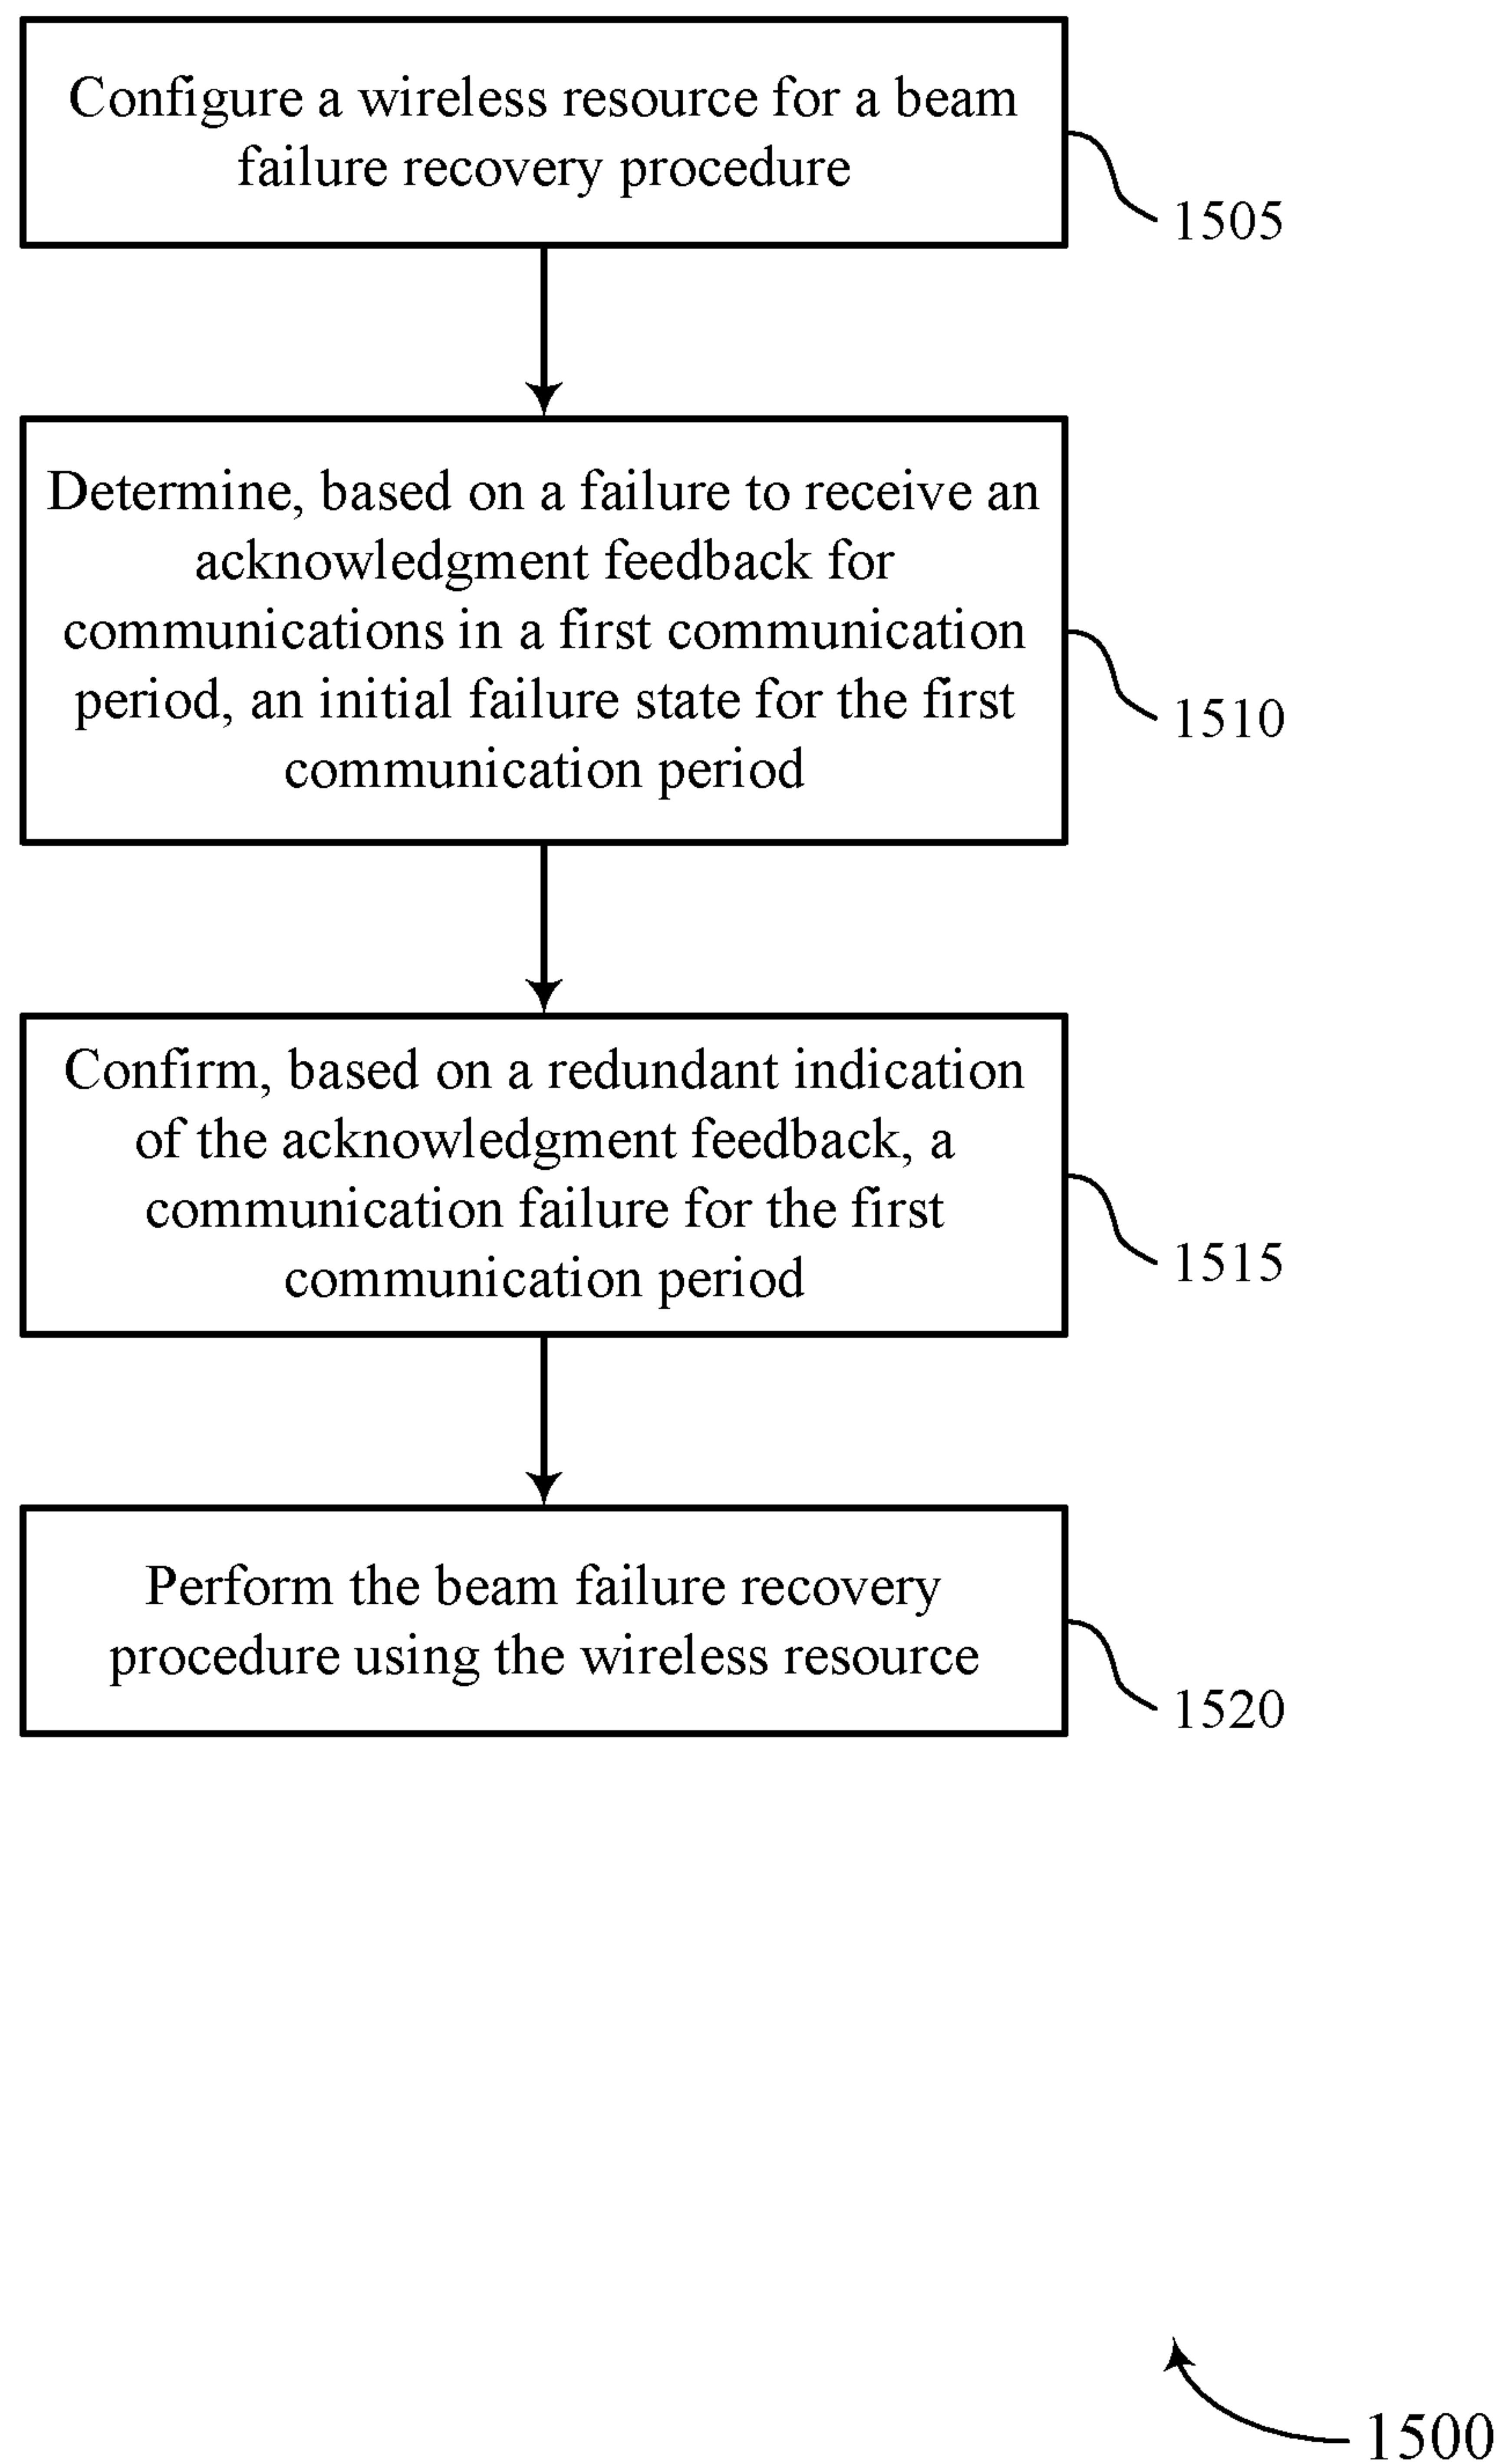 Configure a wireless resource for a beam
failure recovery procedure
1505
Determine, based on a failure to receive an
acknowledgment feedback for
communications in a first communication
period, an initial failure state for the first
communication period
1510
Confirm, based on a redundant indication
of the acknowledgment feedback, a
communication failure for the first
communication period
1515
Perform the beam failure recovery
procedure using the wireless resource
1520
1500